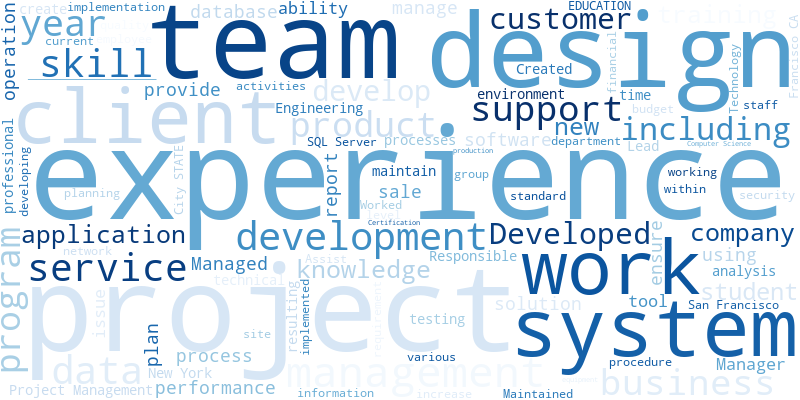 create implementation database ability manage EDUCATION training
operation year team customer design Francisco CA
current skill Created financial
provide activities develop environment time Technology
client Engineering product support budget staff
professional developing SQL Server processes software new including
department Lead Computer Science
experience production
City STATE report maintain group working
planning sale standard within security
Worked level
Certification
application development Developed ensure company
program network Managed Assist knowledge Responsible work using analysis
service technical resulting implemented requirement solution tool student
project issue San Francisco
site testing system
plan process various procedure Manager
data New York management business
Project Management performance information increase Maintained